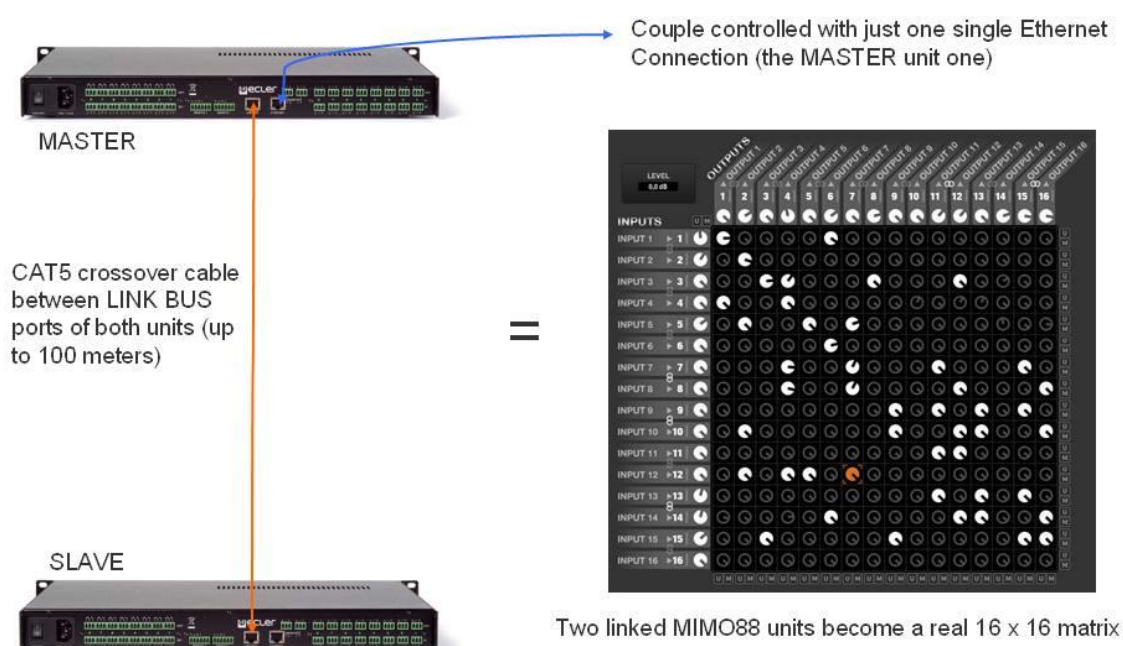 Couple controlled with just one single Ethernet
Connection (the MASTER unit one)
ecler
MASTER
CAT5 crossover cable
between LINK BUS
ports of both units (up
to 100 meters)
=
LEVEL
0,0 dB
OUTPUTS
OUTPUT 1
OUTPUT 2
OUTPUT 3
OUTPUT 4
OUTPUT 5
OUTPUT 6
OUTPUT 7
OUTPUT 8
OUTPUT 9
OUTPUT 10
OUTPUT 11
OUTPUT 12
OUTPUT 13
OUTPUT 14
OUTPUT 15
OUTPUT 16
1 2 3 4 5 6 7 8 9 10 11 12 13 14 15 16
INPUTS U M
INPUT 1 1
INPUT 2 2
INPUT 3 3
INPUT 4 4
INPUT 5 5
INPUT 6 6
INPUT 7 7
INPUT 8 8
INPUT 9 9
INPUT 10 10
INPUT 11 11
INPUT 12 12
INPUT 13 13
INPUT 14 14
INPUT 15 15
INPUT 16 16
U M U M U M U M U M U M U M U M U M U M U M U M U M U M U M U M
SLAVE
ecler
Two linked MIMO88 units become a real 16 x 16 matrix